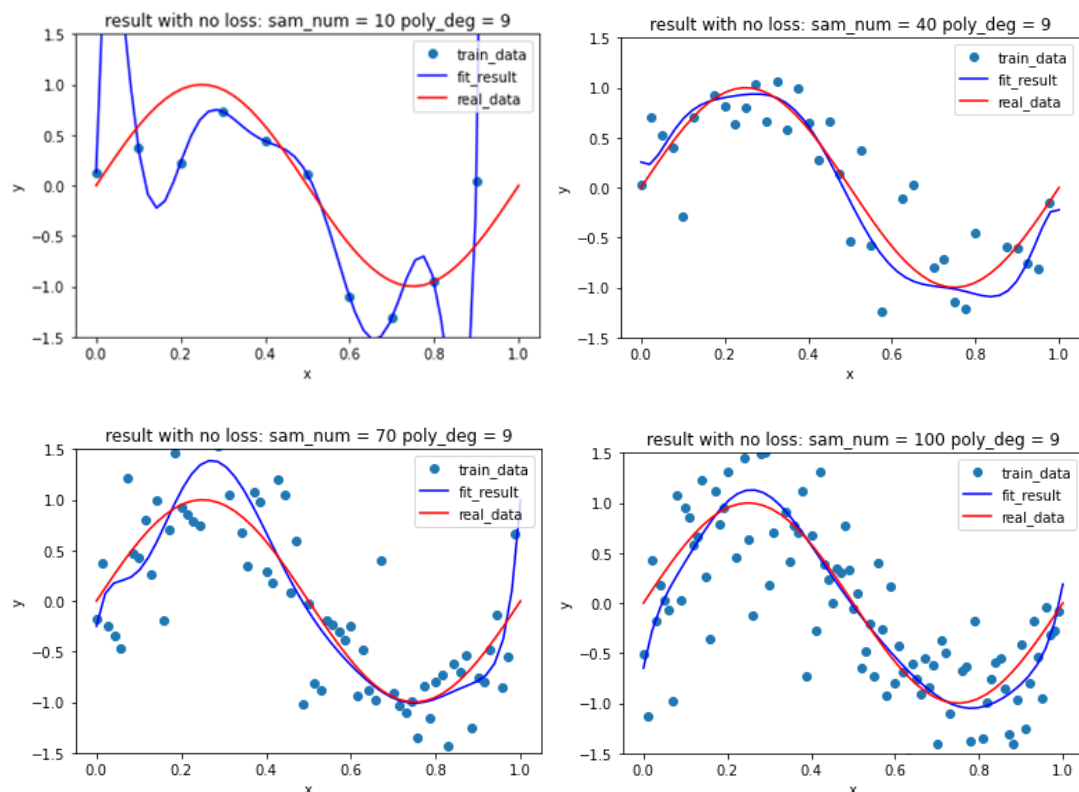 result with no loss: sam_num = 10 poly_deg = 9
1.5
1.0
0.5
0.0
−0.5
−1.0
−1.5
y
train_data
fit_result
real_data
0.0 0.2 0.4 0.6 0.8 1.0
x
result with no loss: sam_num = 40 poly_deg = 9
1.5
1.0
0.5
0.0
−0.5
−1.0
−1.5
y
train_data
fit_result
real_data
0.0 0.2 0.4 0.6 0.8 1.0
x
result with no loss: sam_num = 70 poly_deg = 9
1.5
1.0
0.5
0.0
−0.5
−1.0
−1.5
y
train_data
fit_result
real_data
0.0 0.2 0.4 0.6 0.8 1.0
x
result with no loss: sam_num = 100 poly_deg = 9
1.5
1.0
0.5
0.0
−0.5
−1.0
−1.5
y
train_data
fit_result
real_data
0.0 0.2 0.4 0.6 0.8 1.0
x